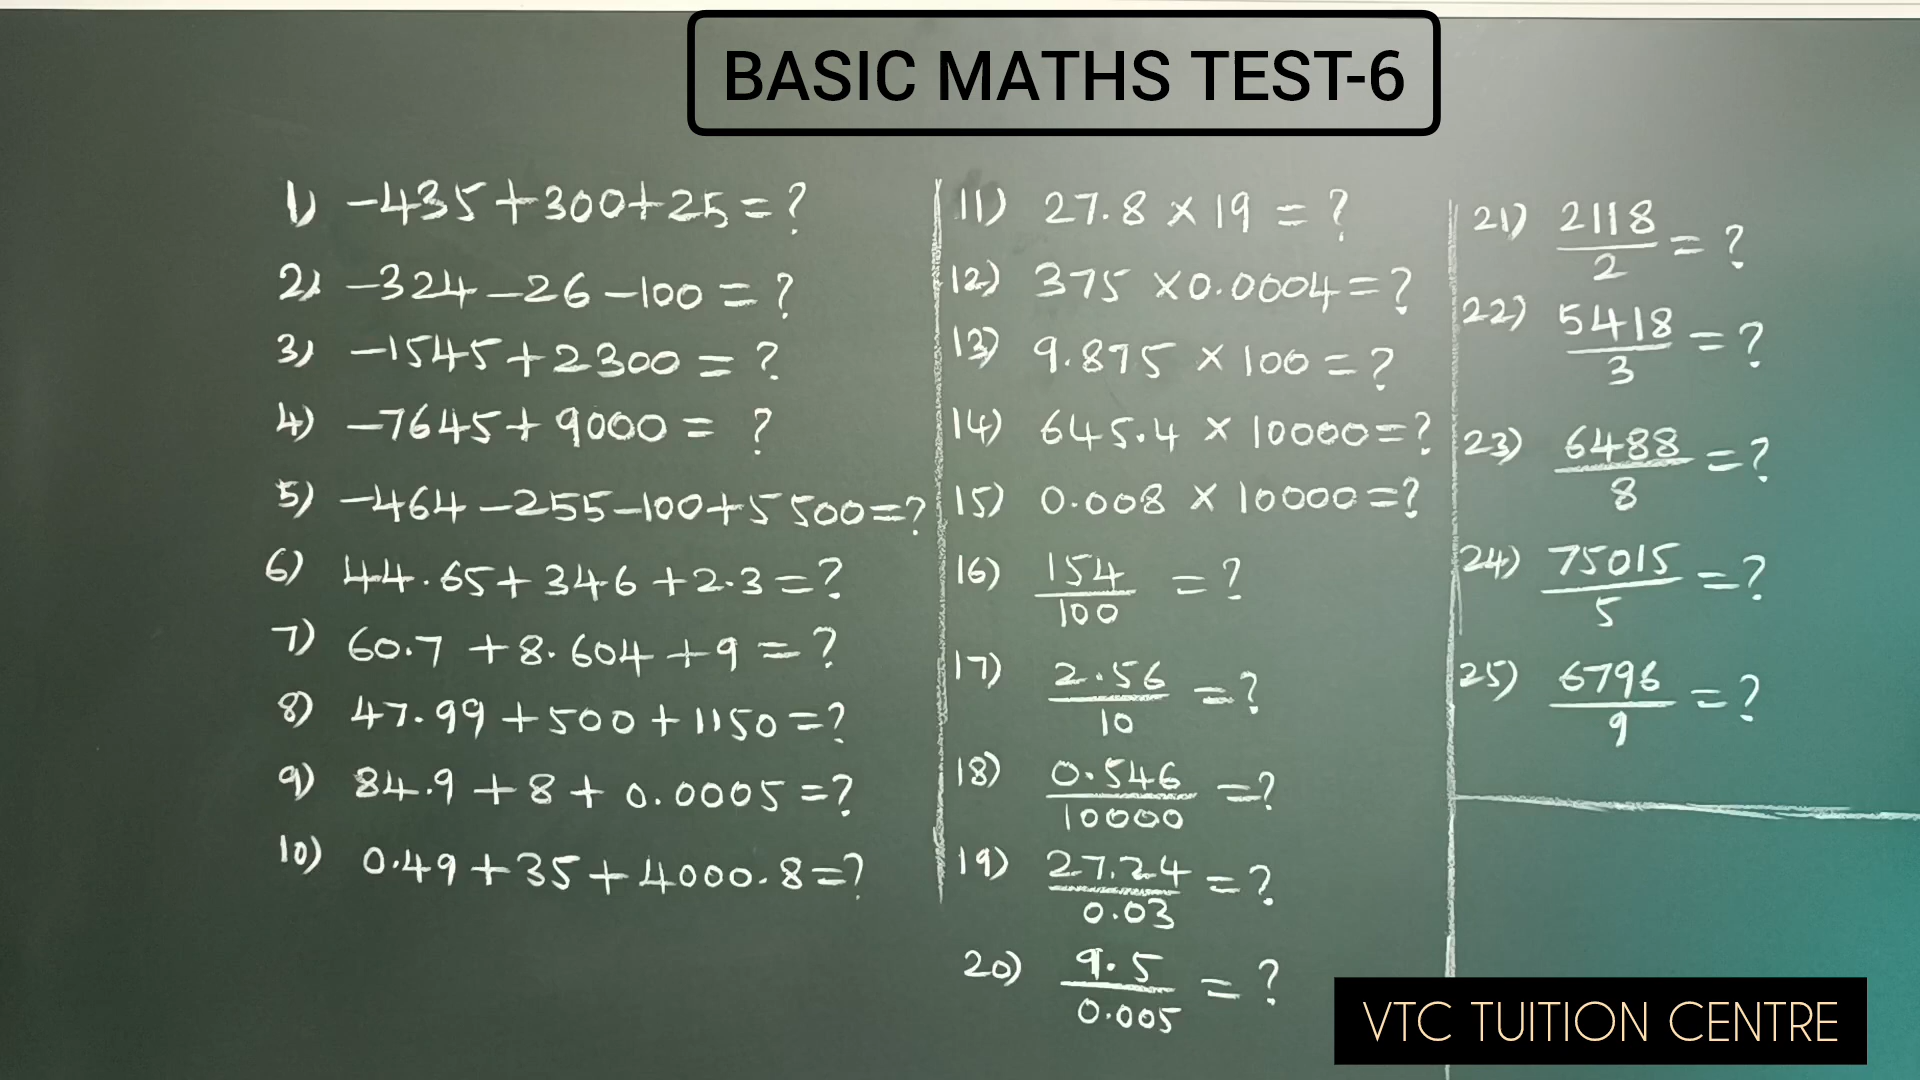 BASIC MATHS TEST-6
1) -435+300+25=?
2) -324-26-100=?
3) -1545+2300=?
4) -7645+9000= ?
5) -464-255-100+5500=?
6) 44.65+346+2.3=?
7) 60.7+8.604+9=?
8) 47.99+500+1150=?
9) 84.9+8+0.0005=?
10) 0.49+35+4000.8=?
11) 27.8 × 19 = ?
12) 375 ×0.0004=?
13) 9.875 × 100=?
14) 645.4 × 10000=?
15) 0.008 × 10000=?
16) 154
100 = ?
17) 2.56
10 =?
18) 0.546
10000 =?
19) 27.24
0.03 =?
20) 9.5
0.005 = ?
21) 2118
2 = ?
22) 5418
3 =?
23) 6488
8 =?
24) 75015
5 =?
25) 6796
9 =?
VTC TUITION CENTRE